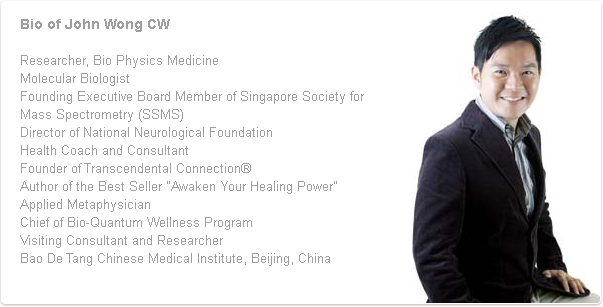 Bio of John Wong CW
Researcher, Bio Physics Medicine
Molecular Biologist
Founding Executive Board Member of Singapore Society for
Mass Spectrometry (SSMS)
Director of National Neurological Foundation
Health Coach and Consultant
Founder of Transcendental Connection®
Author of the Best Seller "Awaken Your Healing Power"
Applied Metaphysician
Chief of Bio-Quantum Wellness Program
Visiting Consultant and Researcher
Bao De Tang Chinese Medical Institute, Beijing, China